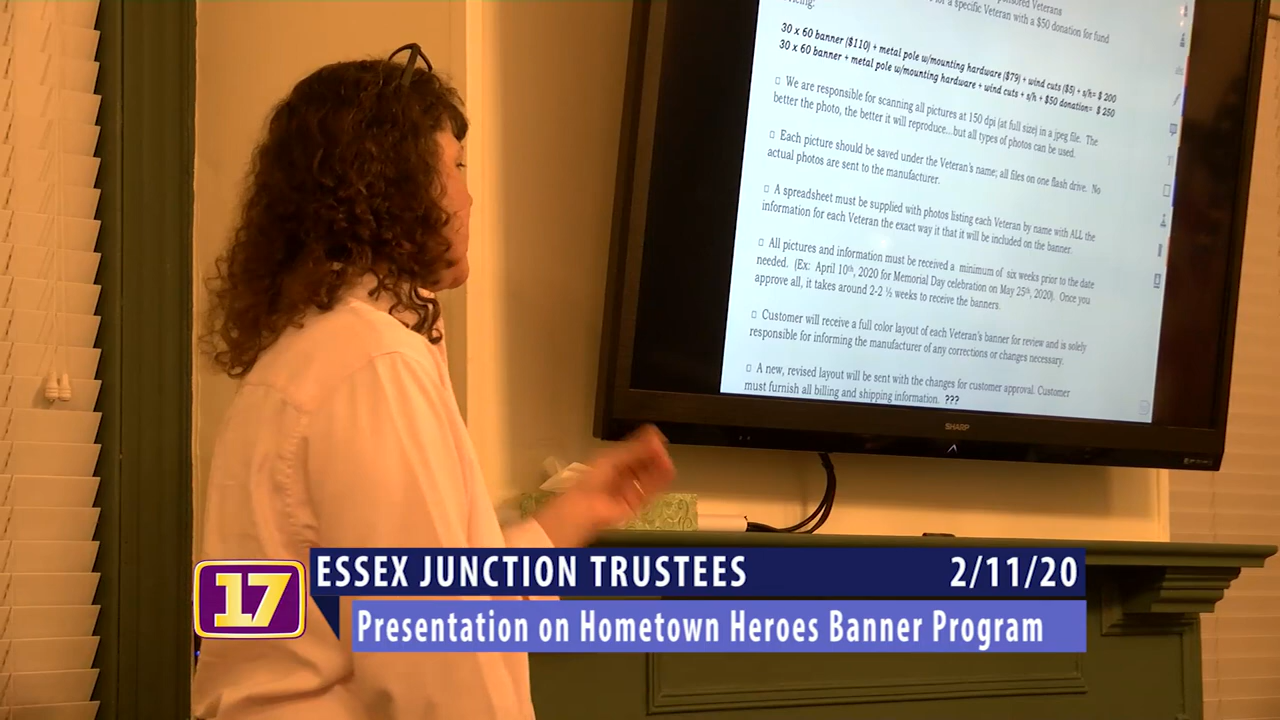 sponsored Veterans
for a specific Veteran with a $50 donation for fund
30 x 60 banner ($110) + metal pole w/mounting hardware ($79) + wind cuts ($5) + s/h= $ 200
30 x 60 banner + metal pole w/mounting hardware + wind cuts + s/h + $50 donation= $ 250
□ We are responsible for scanning all pictures at 150 dpi (at full size) in a jpeg file. The
better the photo, the better it will reproduce...but all types of photos can be used.
□ Each picture should be saved under the Veteran's name; all files on one flash drive. No
actual photos are sent to the manufacturer.
□ A spreadsheet must be supplied with photos listing each Veteran by name with ALL the
information for each Veteran the exact way it that it will be included on the banner.
□ All pictures and information must be received a minimum of six weeks prior to the date
needed. (Ex: April 10th, 2020 for Memorial Day celebration on May 25th, 2020). Once you
approve all, it takes around 2-2 ½ weeks to receive the banners.
□ Customer will receive a full color layout of each Veteran's banner for review and is solely
responsible for informing the manufacturer of any corrections or changes necessary.
□ A new, revised layout will be sent with the changes for customer approval. Customer
must furnish all billing and shipping information. ???
SHARP
17 ESSEX JUNCTION TRUSTEES 2/11/20
Presentation on Hometown Heroes Banner Program